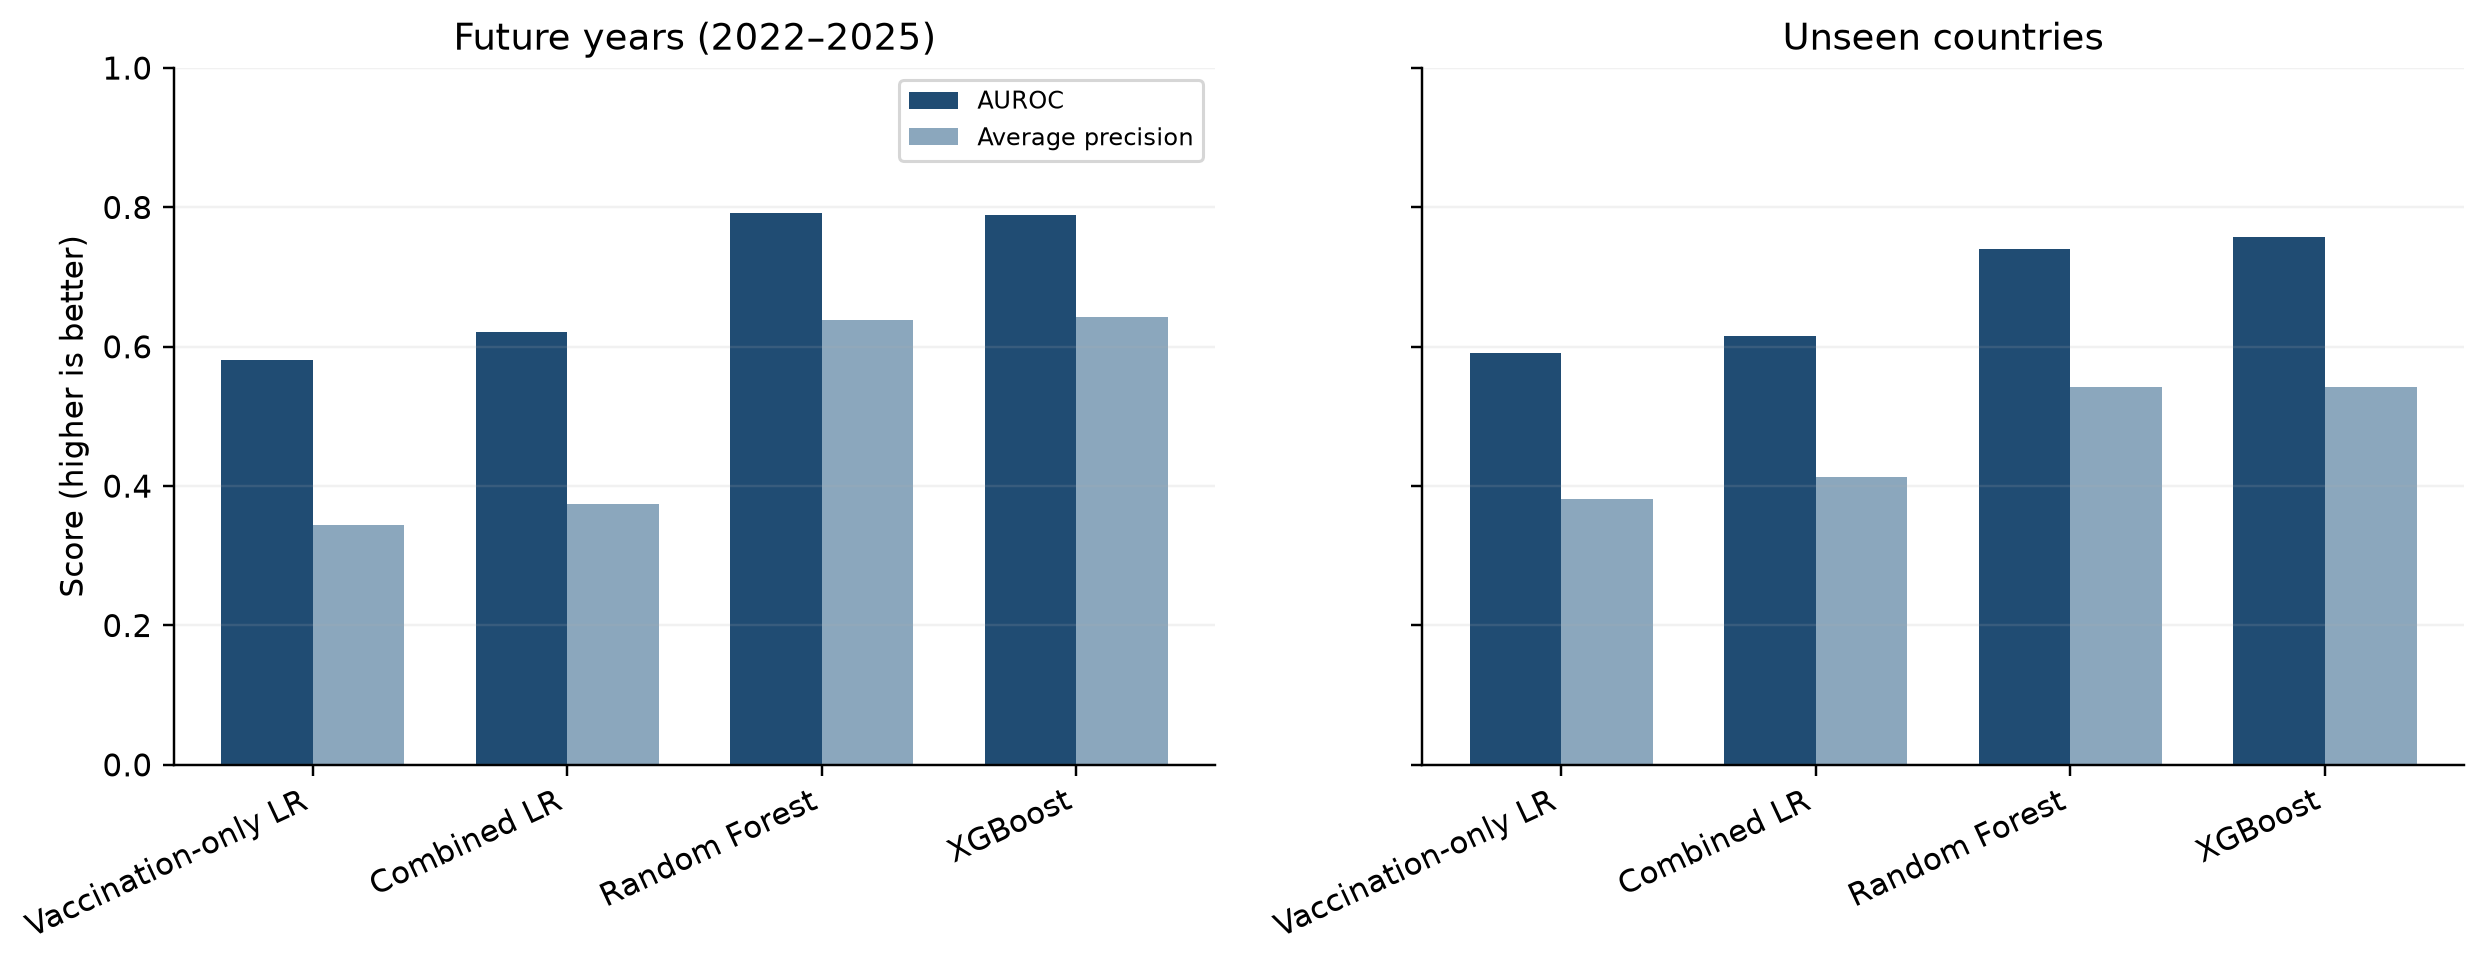 Future years (2022–2025)
Score (higher is better)
1.0
0.8
0.6
0.4
0.2
0.0
AUROC
Average precision
Vaccination-only LR
Combined LR
Random Forest
XGBoost
Unseen countries
Vaccination-only LR
Combined LR
Random Forest
XGBoost